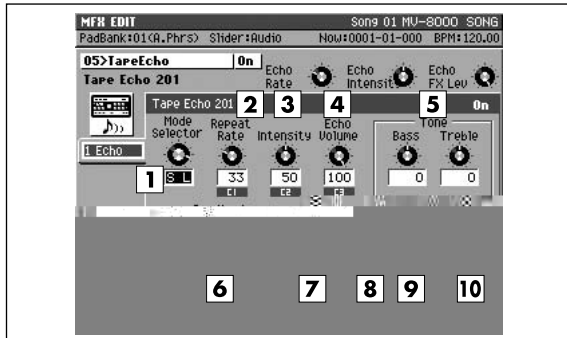 MFX EDIT Song 01 MV-8000 SONG
PadBank:01(A.Phrs) Slider:Audio Now:0001-01-000 BPM:120.00
05>TapeEcho On
Tape Echo 201
Echo Rate Echo Intensity Echo FX Lev
Tape Echo 201 2 3 4 5 On
Mode Selector Repeat Rate Intensity Echo Volume Tone
Bass Treble
1 Echo
1 S L 33 50 100 0 0
C1 C2 C3
6 7 8 9 10